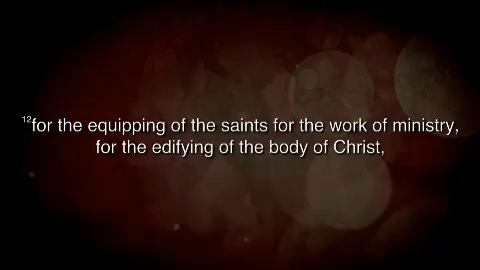 12for the equipping of the saints for the work of ministry,
for the edifying of the body of Christ,